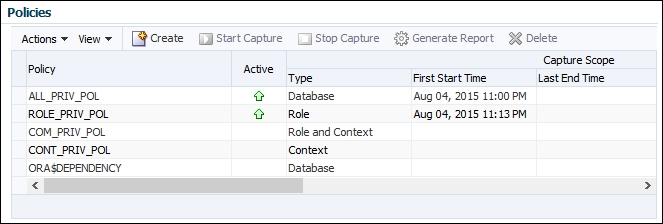 Policies
Actions View Create Start Capture Stop Capture Generate Report Delete
Policy Active Capture Scope
Type First Start Time Last End Time
ALL_PRIV_POL Database Aug 04, 2015 11:00 PM
ROLE_PRIV_POL Role Aug 04, 2015 11:13 PM
COM_PRIV_POL Role and Context
CONT_PRIV_POL Context
ORA$DEPENDENCY Database